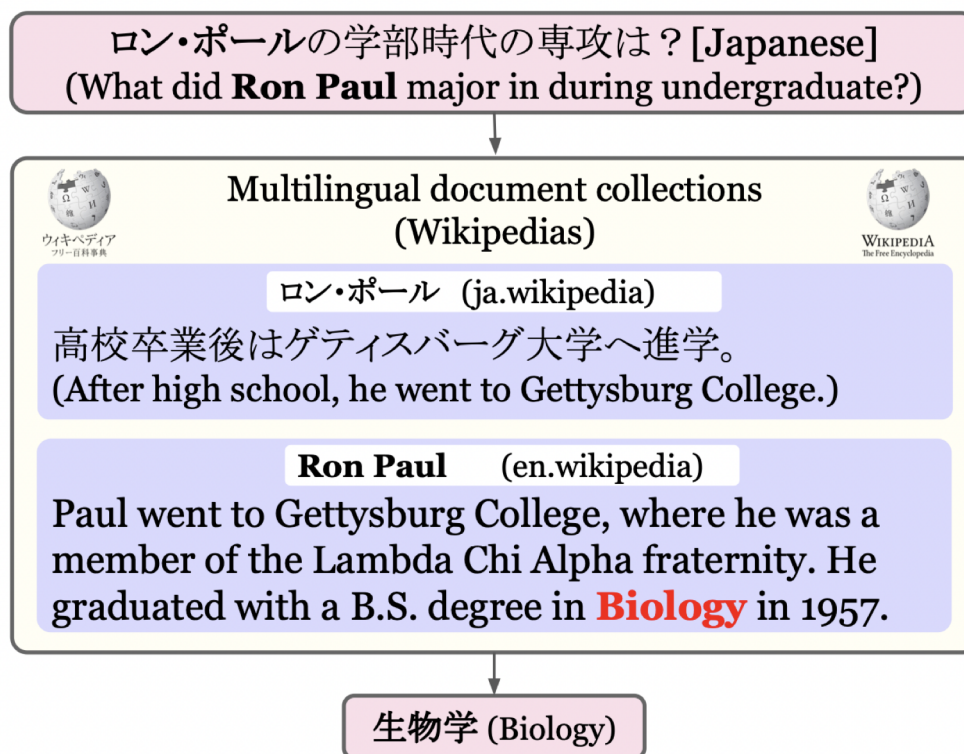 ロン・ポールの学部時代の専攻は？[Japanese]
(What did Ron Paul major in during undergraduate?)
Multilingual document collections
(Wikipedias)
ウィキペディア
フリー百科事典
WIKIPEDIA
The Free Encyclopedia
ロン・ポール (ja.wikipedia)
高校卒業後はゲティスバーグ大学へ進学。
(After high school, he went to Gettysburg College.)
Ron Paul (en.wikipedia)
Paul went to Gettysburg College, where he was a
member of the Lambda Chi Alpha fraternity. He
graduated with a B.S. degree in Biology in 1957.
生物学 (Biology)